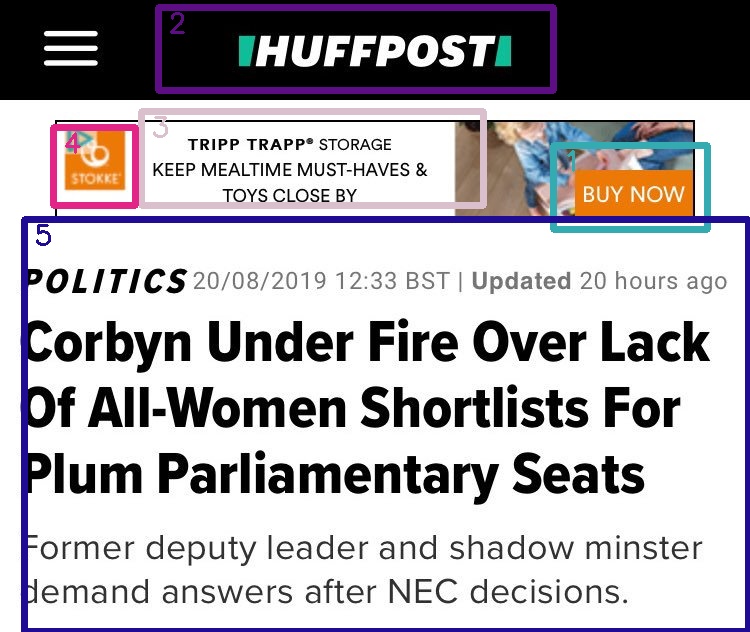 HUFFPOST
STOKKE
TRIPP TRAPP® STORAGE
KEEP MEALTIME MUST-HAVES &
TOYS CLOSE BY
BUY NOW
POLITICS 20/08/2019 12:33 BST | Updated 20 hours ago
Corbyn Under Fire Over Lack
Of All-Women Shortlists For
Plum Parliamentary Seats
Former deputy leader and shadow minster
demand answers after NEC decisions.
2
3
4
1
5